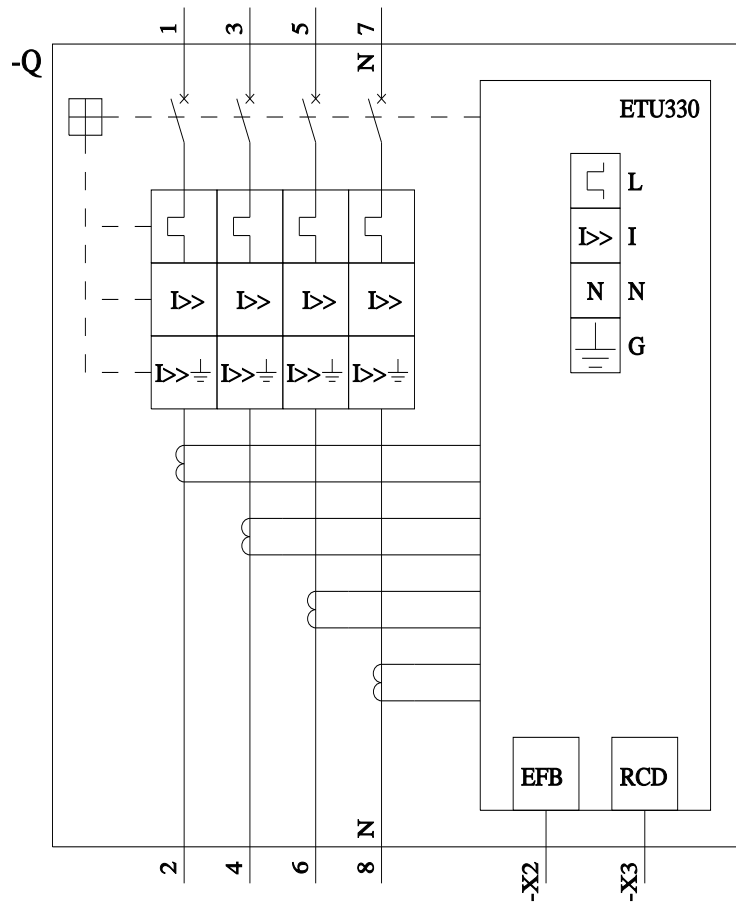 1 3 5 7
-Q
N
ETU330
L
I>> I
N N
G
I>> I>> I>> I>>
I>> I>> I>> I>>
EFB RCD
N
2 4 6 8
-X2 -X3